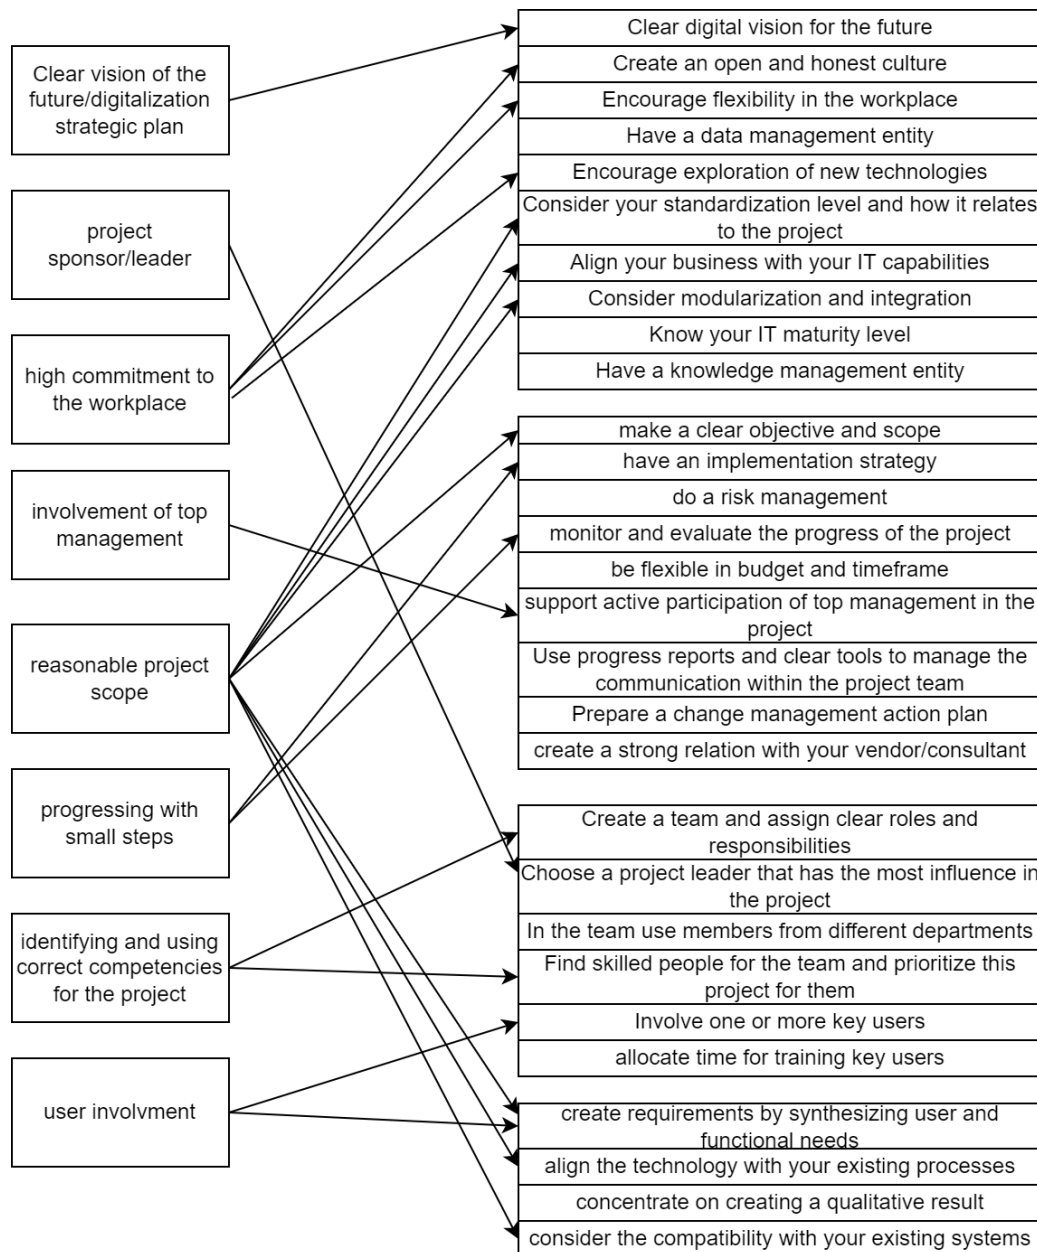 Clear vision of the
future/digitalization
strategic plan
project
sponsor/leader
high commitment to
the workplace
involvement of top
management
reasonable project
scope
progressing with
small steps
identifying and using
correct competencies
for the project
user involvment
Clear digital vision for the future
Create an open and honest culture
Encourage flexibility in the workplace
Have a data management entity
Encourage exploration of new technologies
Consider your standardization level and how it relates
to the project
Align your business with your IT capabilities
Consider modularization and integration
Know your IT maturity level
Have a knowledge management entity
make a clear objective and scope
have an implementation strategy
do a risk management
monitor and evaluate the progress of the project
be flexible in budget and timeframe
support active participation of top management in the
project
Use progress reports and clear tools to manage the
communication within the project team
Prepare a change management action plan
create a strong relation with your vendor/consultant
Create a team and assign clear roles and
responsibilities
Choose a project leader that has the most influence in
the project
In the team use members from different departments
Find skilled people for the team and prioritize this
project for them
Involve one or more key users
allocate time for training key users
create requirements by synthesizing user and
functional needs
align the technology with your existing processes
concentrate on creating a qualitative result
consider the compatibility with your existing systems